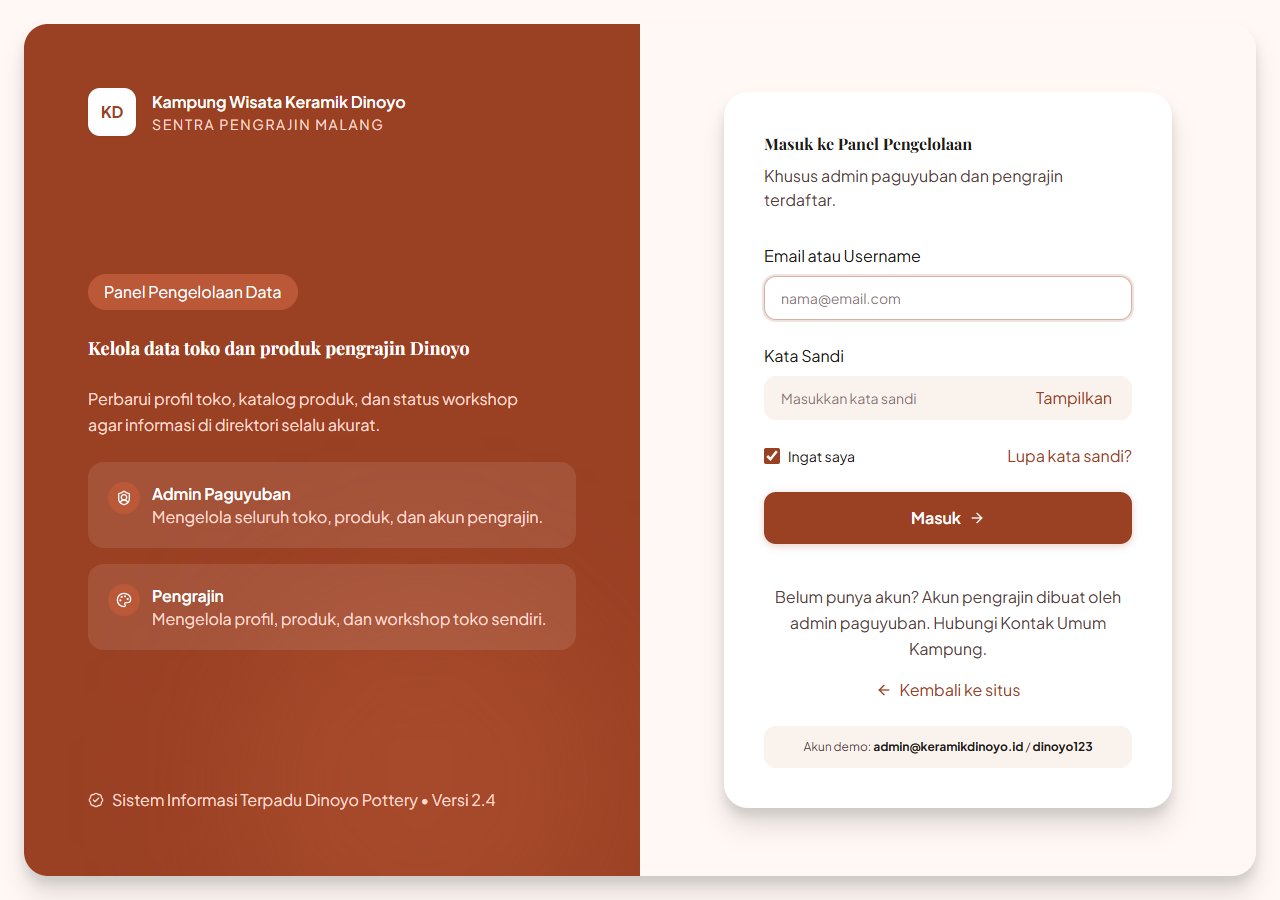 KD
Kampung Wisata Keramik Dinoyo
SENTRA PENGRAJIN MALANG
Panel Pengelolaan Data
Kelola data toko dan produk pengrajin Dinoyo
Perbarui profil toko, katalog produk, dan status workshop
agar informasi di direktori selalu akurat.
Admin Paguyuban
Mengelola seluruh toko, produk, dan akun pengrajin.
Pengrajin
Mengelola profil, produk, dan workshop toko sendiri.
Sistem Informasi Terpadu Dinoyo Pottery • Versi 2.4
Masuk ke Panel Pengelolaan
Khusus admin paguyuban dan pengrajin
terdaftar.
Email atau Username
nama@email.com
Kata Sandi
Masukkan kata sandi Tampilkan
Ingat saya Lupa kata sandi?
Masuk →
Belum punya akun? Akun pengrajin dibuat oleh
admin paguyuban. Hubungi Kontak Umum
Kampung.
← Kembali ke situs
Akun demo: admin@keramikdinoyo.id / dinoyo123